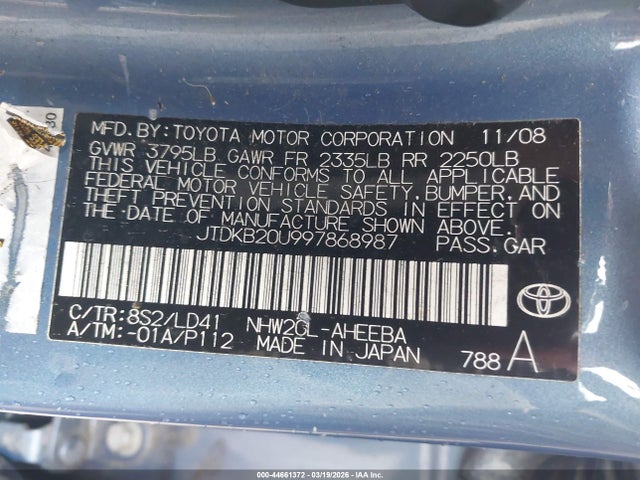 MFD. BY: TOYOTA MOTOR CORPORATION 11/08
GVWR 3795LB GAWR FR 2335LB RR 2250LB
THIS VEHICLE CONFORMS TO ALL APPLICABLE
FEDERAL MOTOR VEHICLE SAFETY, BUMPER, AND
THEFT PREVENTION STANDARDS IN EFFECT ON
THE DATE OF MANUFACTURE SHOWN ABOVE.
JTDKB20U997868987 PASS.CAR
C/TR:8S2/LD41 NHW20L-AHEEBA
A/TM:-01A/P112 MADE IN JAPAN 788 A
000-44661372 | 03/19/2026 | IAAI.COM